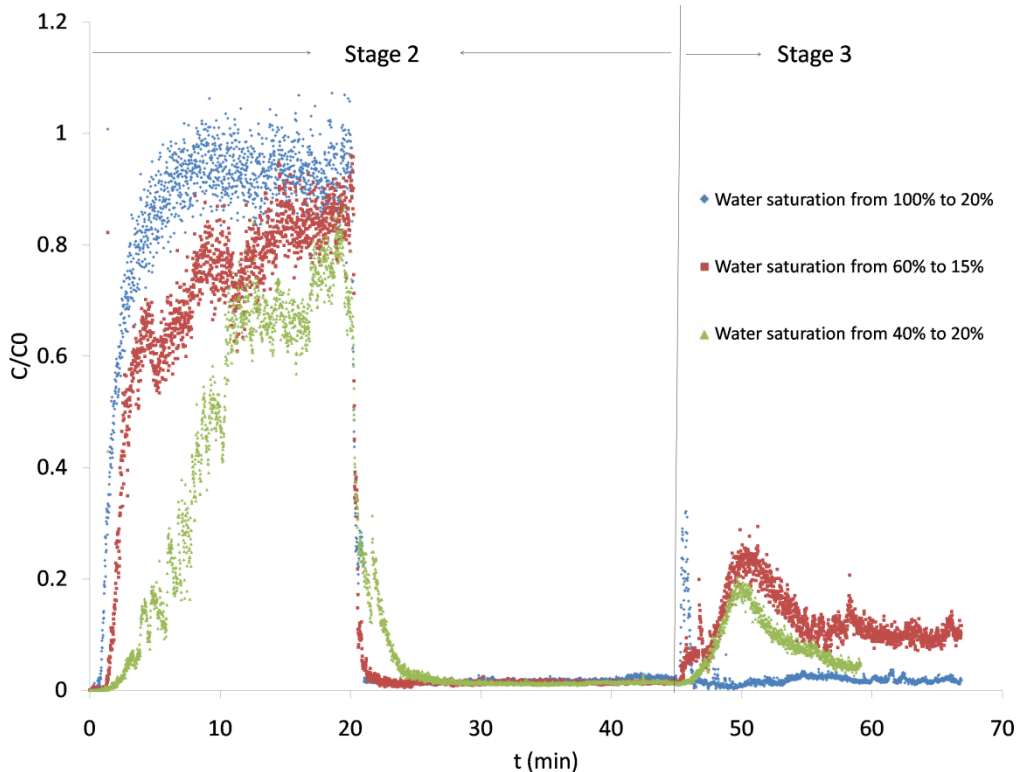 1.2
Stage 2
Stage 3
1
Water saturation from 100% to 20%
0.8
Water saturation from 60% to 15%
0.6
Water saturation from 40% to 20%
C/C0
0.4
0.2
0
0 10 20 30 40 50 60 70
t (min)